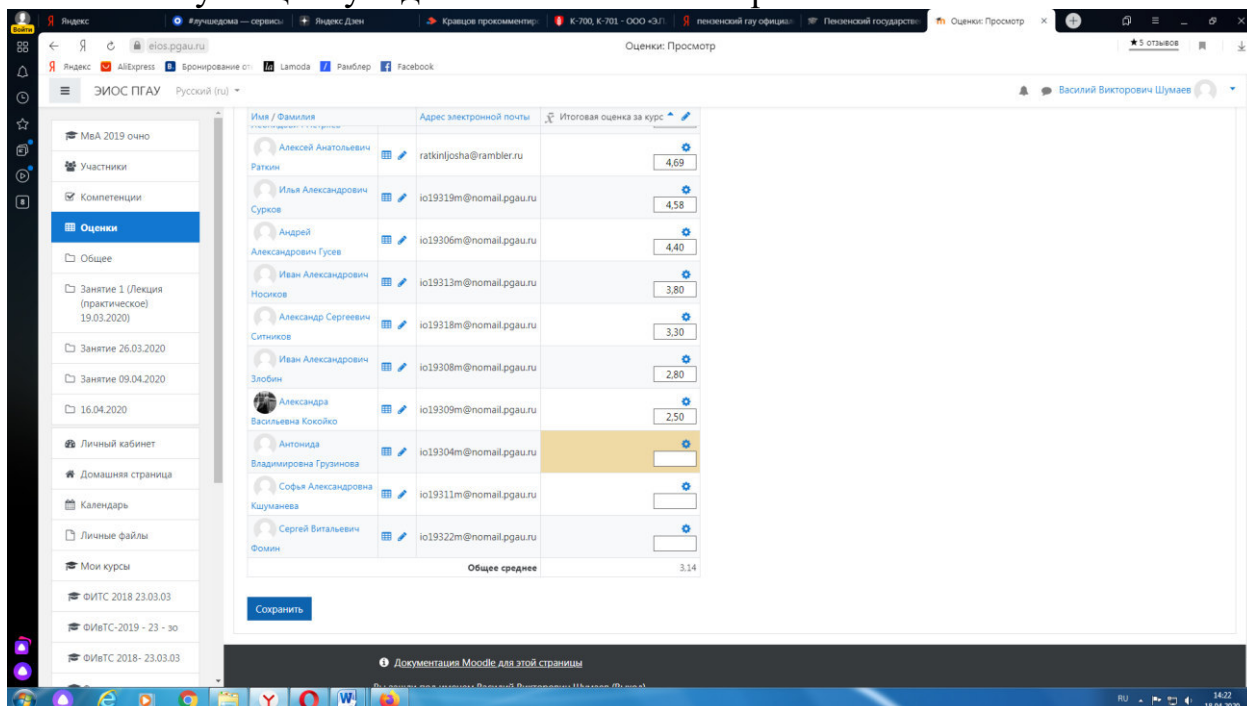 Яндекс
#лучшедома — сервисы
Яндекс.Дзен
Кравцов прокомментир
К-700, К-701 - ООО «ЭЛ
пензенский гау официал
Пензенский государствен
Оценки: Просмотр
Войти
eios.pgau.ru
Оценки: Просмотр
★5 отзывов
Яндекс
AliExpress
Бронирование от
Lamoda
Рамблер
Facebook
ЭИОС ПГАУ
Русский (ru)
Василий Викторович Шумаев
МвА 2019 очно
Участники
Компетенции
Оценки
Общее
Занятие 1 (Лекция
(практическое)
19.03.2020)
Занятие 26.03.2020
Занятие 09.04.2020
16.04.2020
Личный кабинет
Домашняя страница
Календарь
Личные файлы
Мои курсы
ФИТС 2018 23.03.03
ФИвТС-2019 - 23 - зо
ФИвТС 2018- 23.03.03
Имя / Фамилия
Адрес электронной почты
Итоговая оценка за курс
Алексей Анатольевич
Раткин
ratkinljosha@rambler.ru
4,69
Илья Александрович
Сурков
io19319m@nomail.pgau.ru
4,58
Андрей
Александрович Гусев
io19306m@nomail.pgau.ru
4,40
Иван Александрович
Носиков
io19313m@nomail.pgau.ru
3,80
Александр Сергеевич
Ситников
io19318m@nomail.pgau.ru
3,30
Иван Александрович
Злобин
io19308m@nomail.pgau.ru
2,80
Александра
Васильевна Кокойко
io19309m@nomail.pgau.ru
2,50
Антонида
Владимировна Грузинова
io19304m@nomail.pgau.ru
Софья Александровна
Кшуманева
io19311m@nomail.pgau.ru
Сергей Витальевич
Фомин
io19322m@nomail.pgau.ru
Общее среднее
3,14
Сохранить
Документация Moodle для этой страницы
RU
14:22
18.04.2020